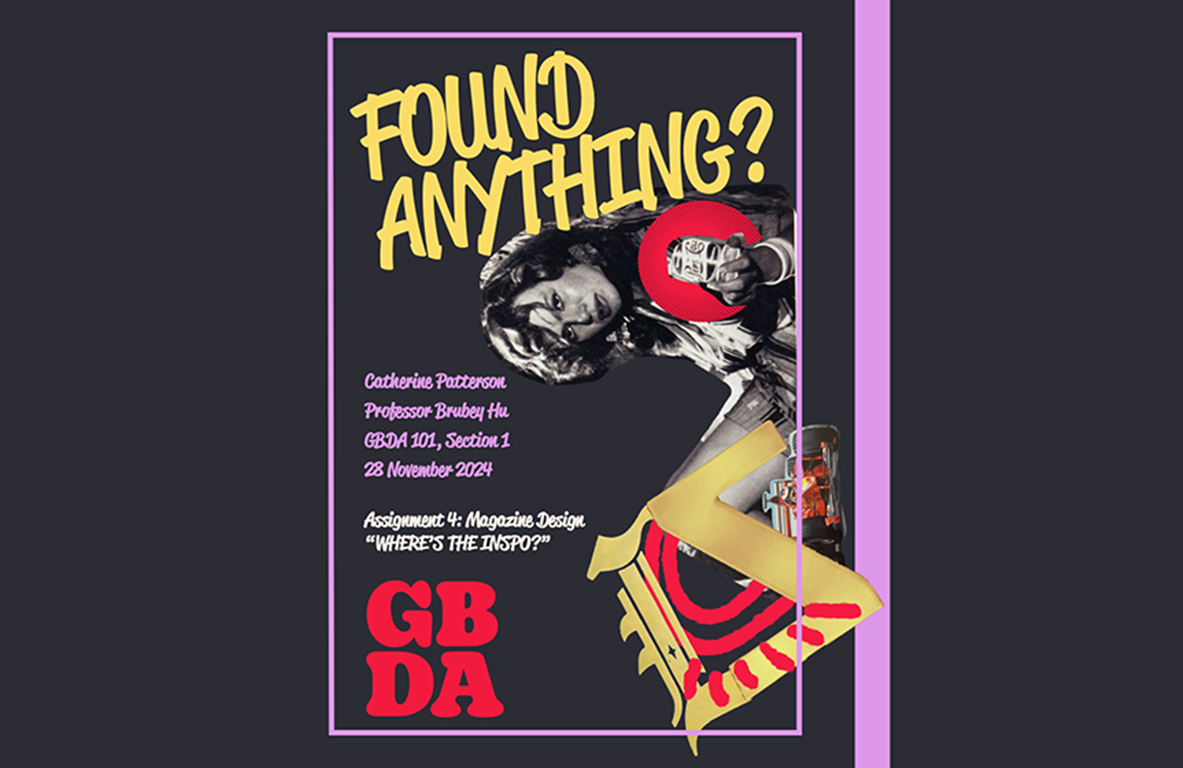 FOUND
ANYTHING?
Catherine Patterson
Professor Brubey Hu
GBDA 101, Section 1
28 November 2024
Assignment 4: Magazine Design
“WHERE'S THE INSPO?”
GB
DA